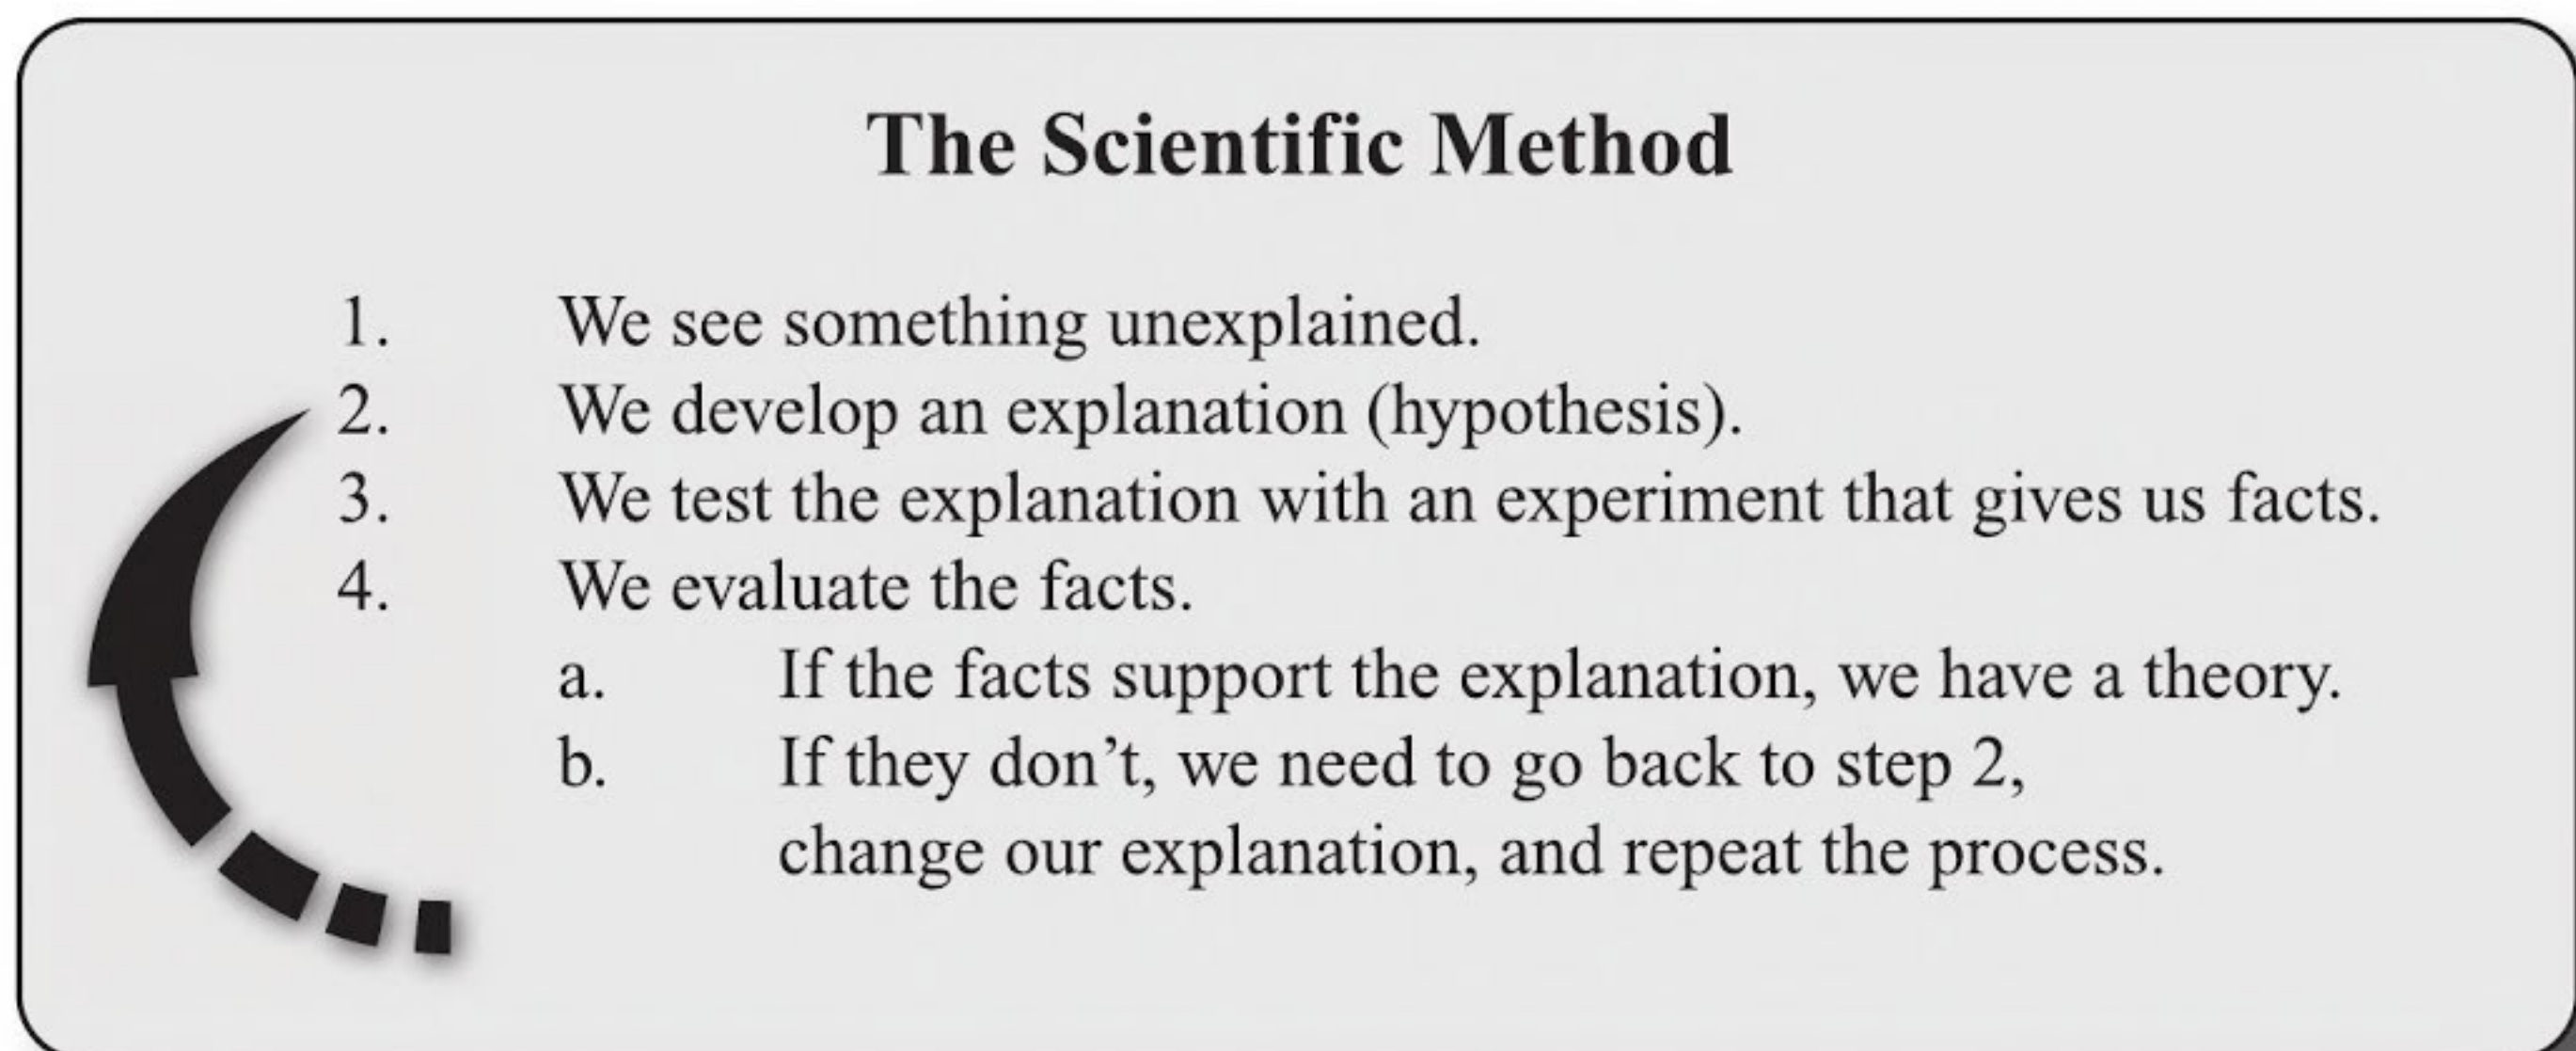 The Scientific Method
1. We see something unexplained.
2. We develop an explanation (hypothesis).
3. We test the explanation with an experiment that gives us facts.
4. We evaluate the facts.
a. If the facts support the explanation, we have a theory.
b. If they don’t, we need to go back to step 2,
change our explanation, and repeat the process.